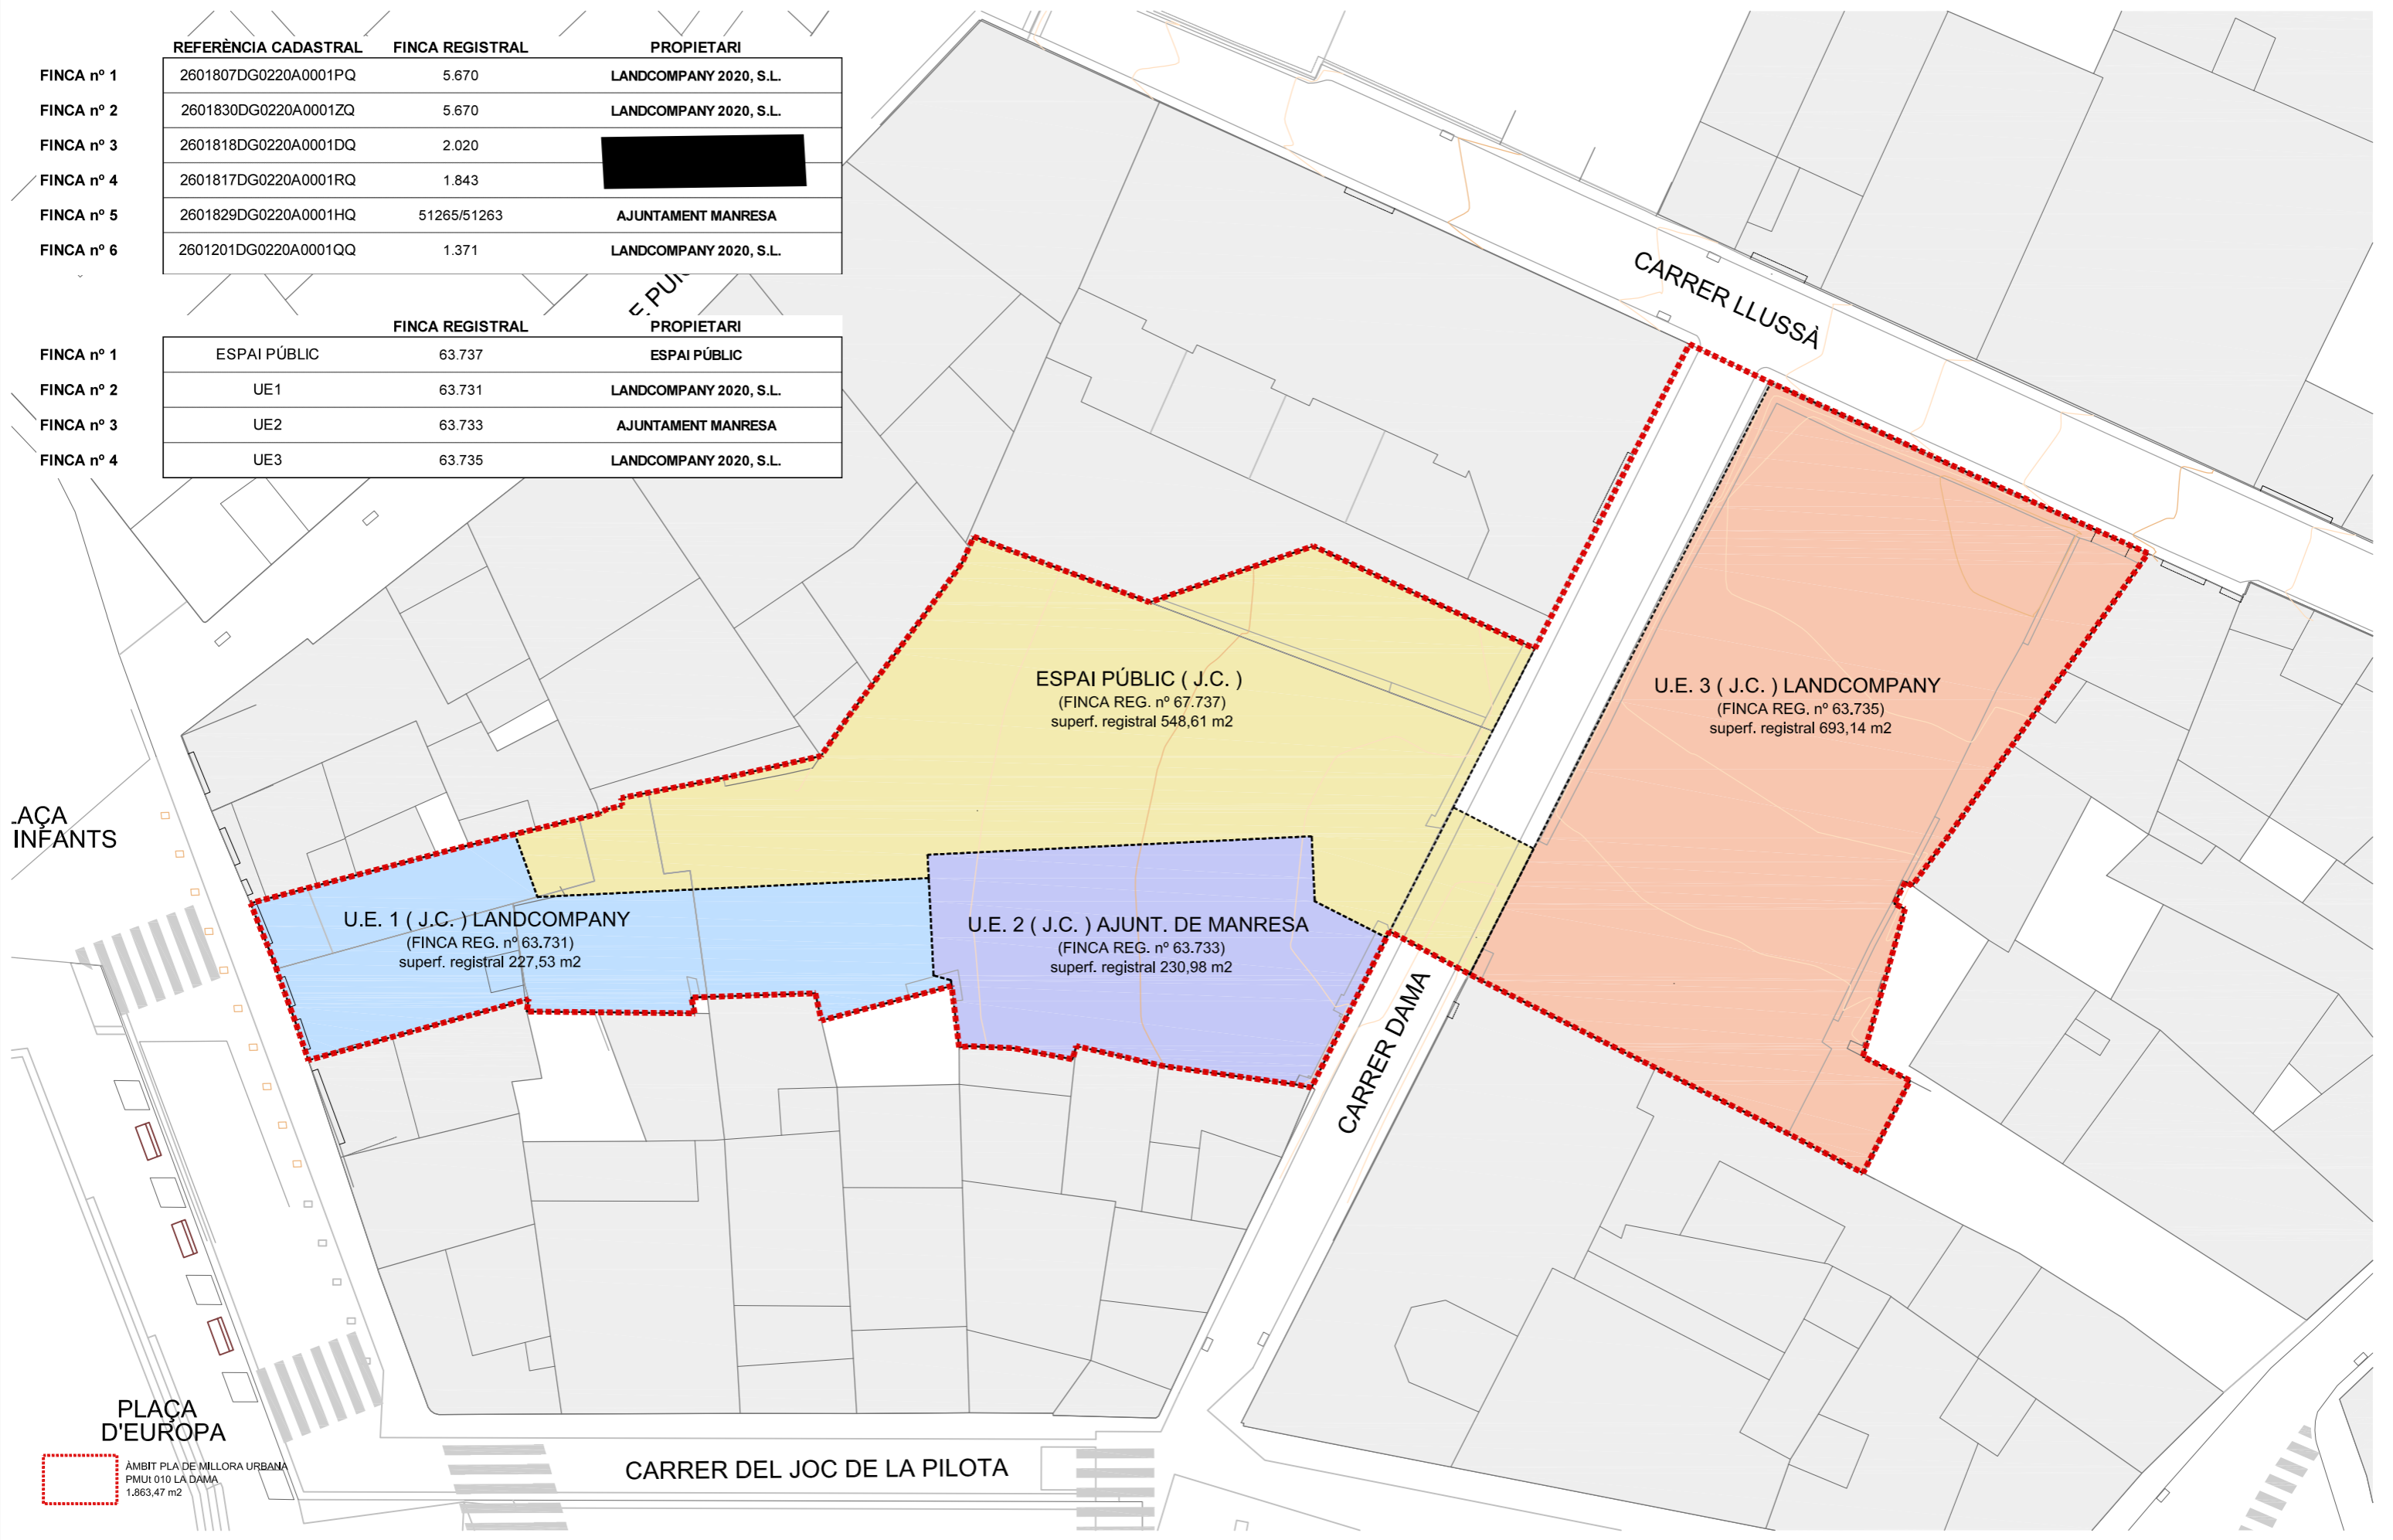 REFERÈNCIA CADASTRAL FINCA REGISTRAL PROPIETARI
FINCA nº 1 2601807DG0220A0001PQ 5.670 LANDCOMPANY 2020, S.L.
FINCA nº 2 2601830DG0220A0001ZQ 5.670 LANDCOMPANY 2020, S.L.
FINCA nº 3 2601818DG0220A0001DQ 2.020
FINCA nº 4 2601817DG0220A0001RQ 1.843
FINCA nº 5 2601829DG0220A0001HQ 51265/51263 AJUNTAMENT MANRESA
FINCA nº 6 2601201DG0220A0001QQ 1.371 LANDCOMPANY 2020, S.L.
FINCA REGISTRAL PROPIETARI
FINCA nº 1 ESPAI PÚBLIC 63.737 ESPAI PÚBLIC
FINCA nº 2 UE1 63.731 LANDCOMPANY 2020, S.L.
FINCA nº 3 UE2 63.733 AJUNTAMENT MANRESA
FINCA nº 4 UE3 63.735 LANDCOMPANY 2020, S.L.
CARRER LLUSSÀ
ESPAI PÚBLIC ( J.C. )
(FINCA REG. nº 67.737)
superf. registral 548,61 m2
U.E. 3 ( J.C. ) LANDCOMPANY
(FINCA REG. nº 63.735)
superf. registral 693,14 m2
LAÇA
INFANTS
U.E. 1 ( J.C. ) LANDCOMPANY
(FINCA REG. nº 63.731)
superf. registral 227,53 m2
U.E. 2 ( J.C. ) AJUNT. DE MANRESA
(FINCA REG. nº 63.733)
superf. registral 230,98 m2
CARRER DAMA
PLAÇA
D'EUROPA
ÀMBIT PLA DE MILLORA URBANA
PMUt 010 LA DAMA
1.863,47 m2
CARRER DEL JOC DE LA PILOTA